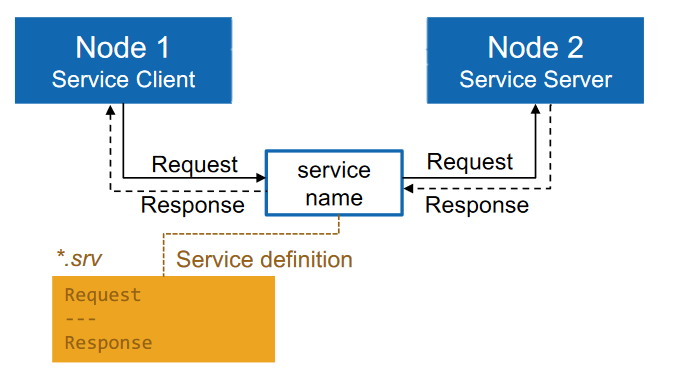 Node 1
Service Client
Node 2
Service Server
Request
Response
service
name
Request
Response
*.srv
Service definition
Request
---
Response